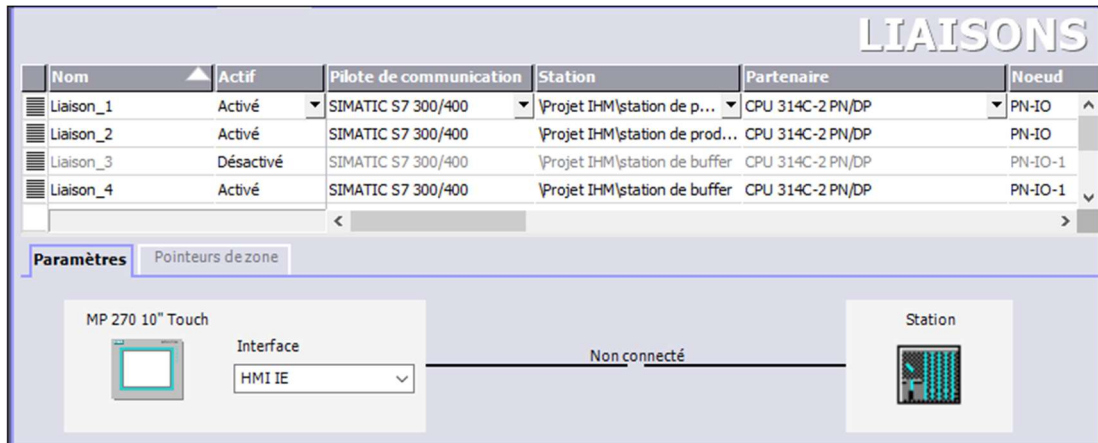 LIAISONS
Nom Actif Pilote de communication Station Partenaire Noeud
Liaison_1 Activé SIMATIC S7 300/400 \Projet IHM\station de p... CPU 314C-2 PN/DP PN-IO
Liaison_2 Activé SIMATIC S7 300/400 \Projet IHM\station de prod... CPU 314C-2 PN/DP PN-IO
Liaison_3 Désactivé SIMATIC S7 300/400 \Projet IHM\station de buffer CPU 314C-2 PN/DP PN-IO-1
Liaison_4 Activé SIMATIC S7 300/400 \Projet IHM\station de buffer CPU 314C-2 PN/DP PN-IO-1
Paramètres Pointeurs de zone
MP 270 10" Touch Station
Interface
Non connecté
HMI IE